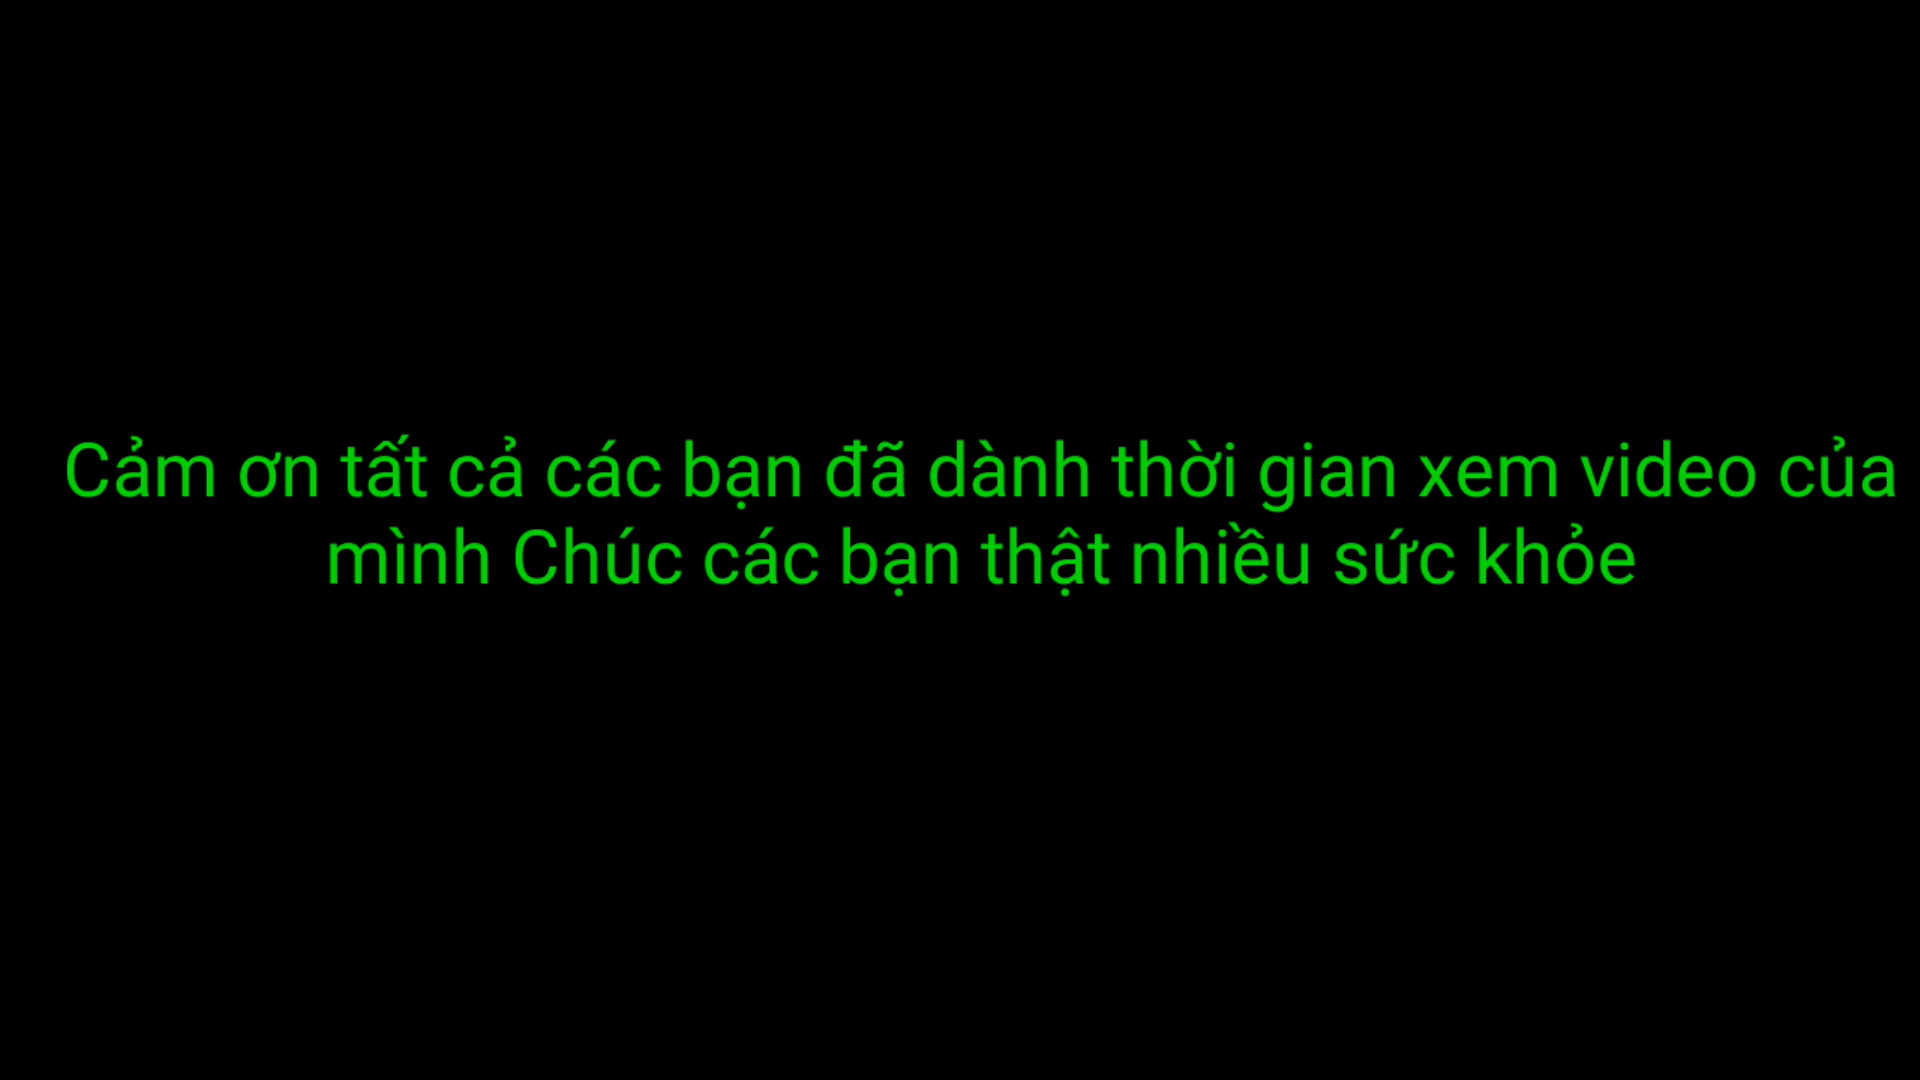 Cảm ơn tất cả các bạn đã dành thời gian xem video của
mình Chúc các bạn thật nhiều sức khỏe